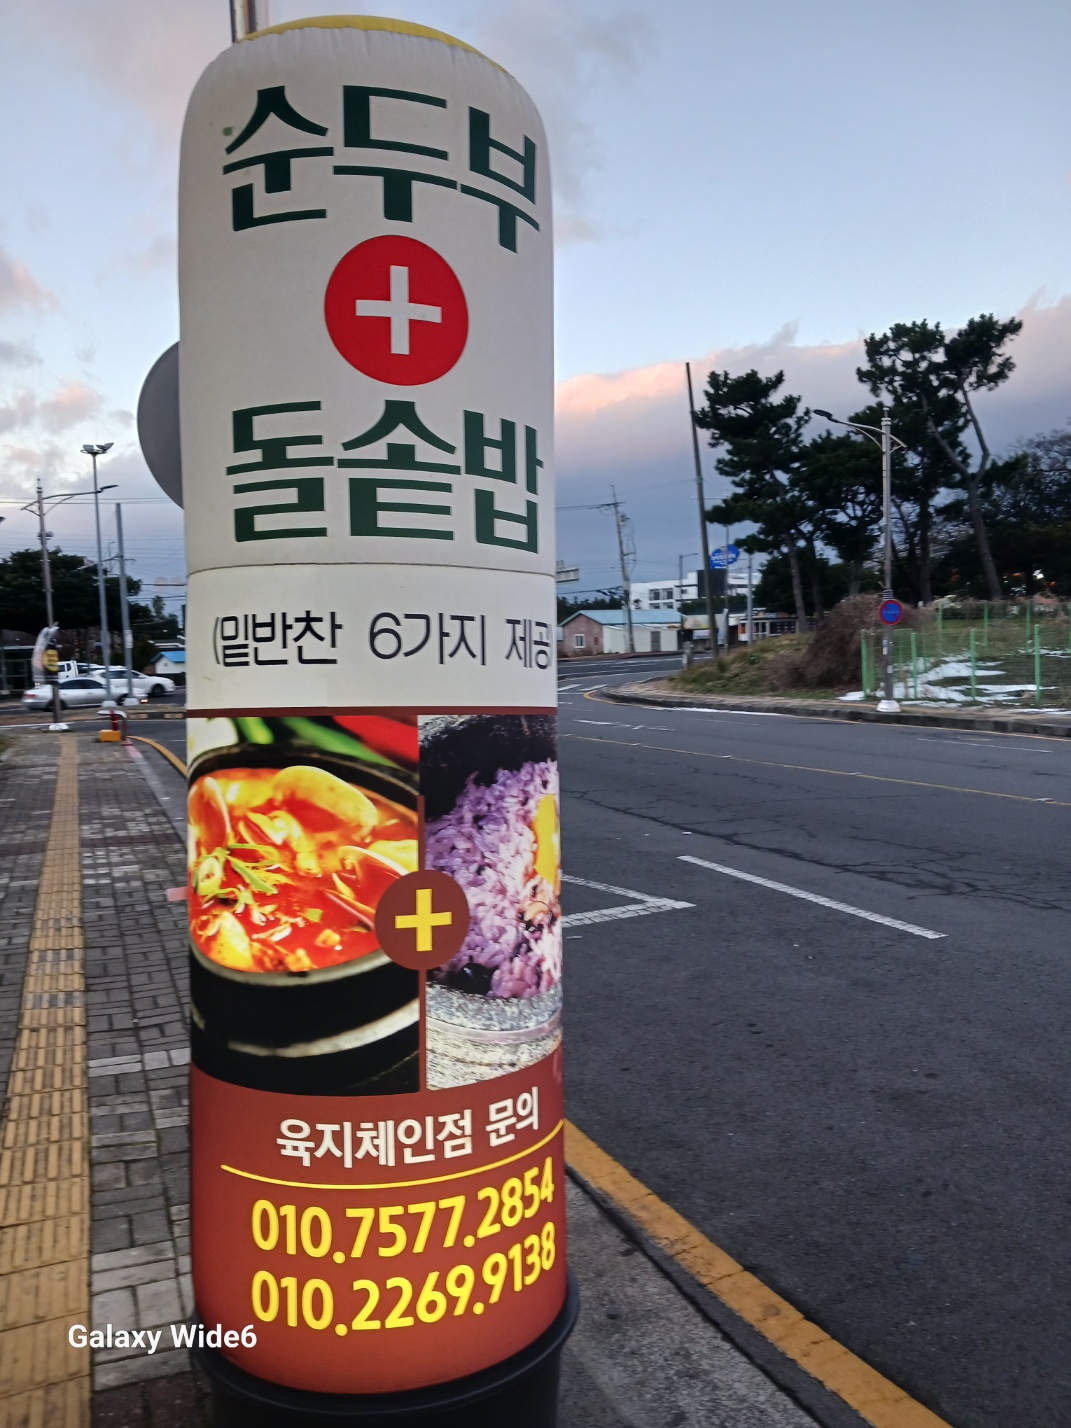 순두부
+
돌솥밥
(밑반찬 6가지 제공
+
육지체인점 문의
010.7577.2854
010.2269.9138
Galaxy Wide6